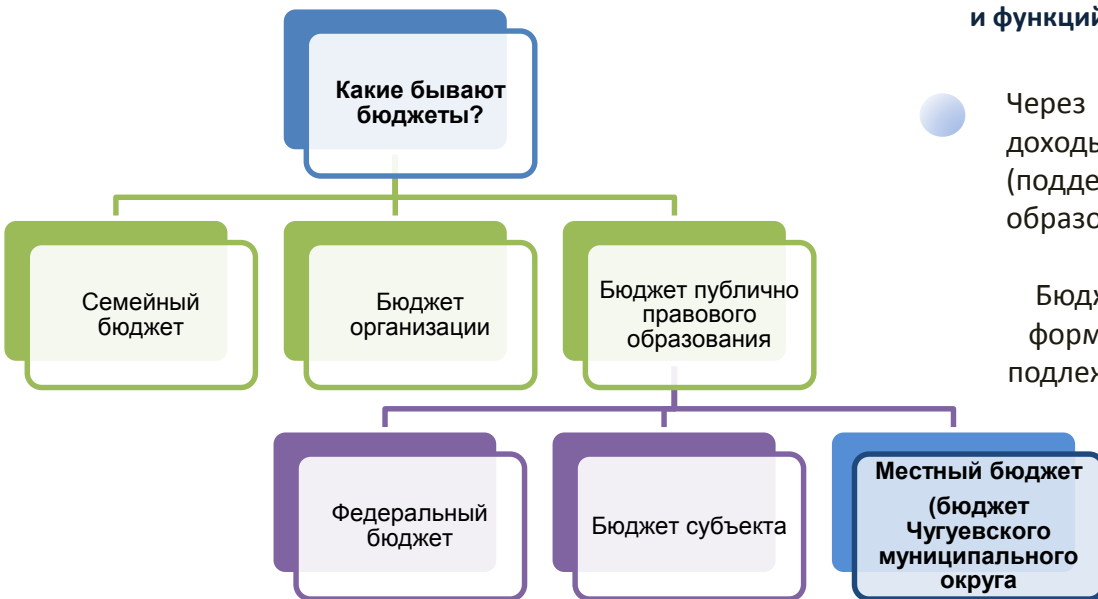 и функций
Какие бывают
бюджеты?
Через
(подде
образо
Семейный
бюджет
Бюджет
организации
Бюджет публично
правового
образования
Бюдж
форм
подлеж
Федеральный
бюджет
Бюджет субъекта
Местный бюджет
(бюджет
Чугуевского
муниципального
округа